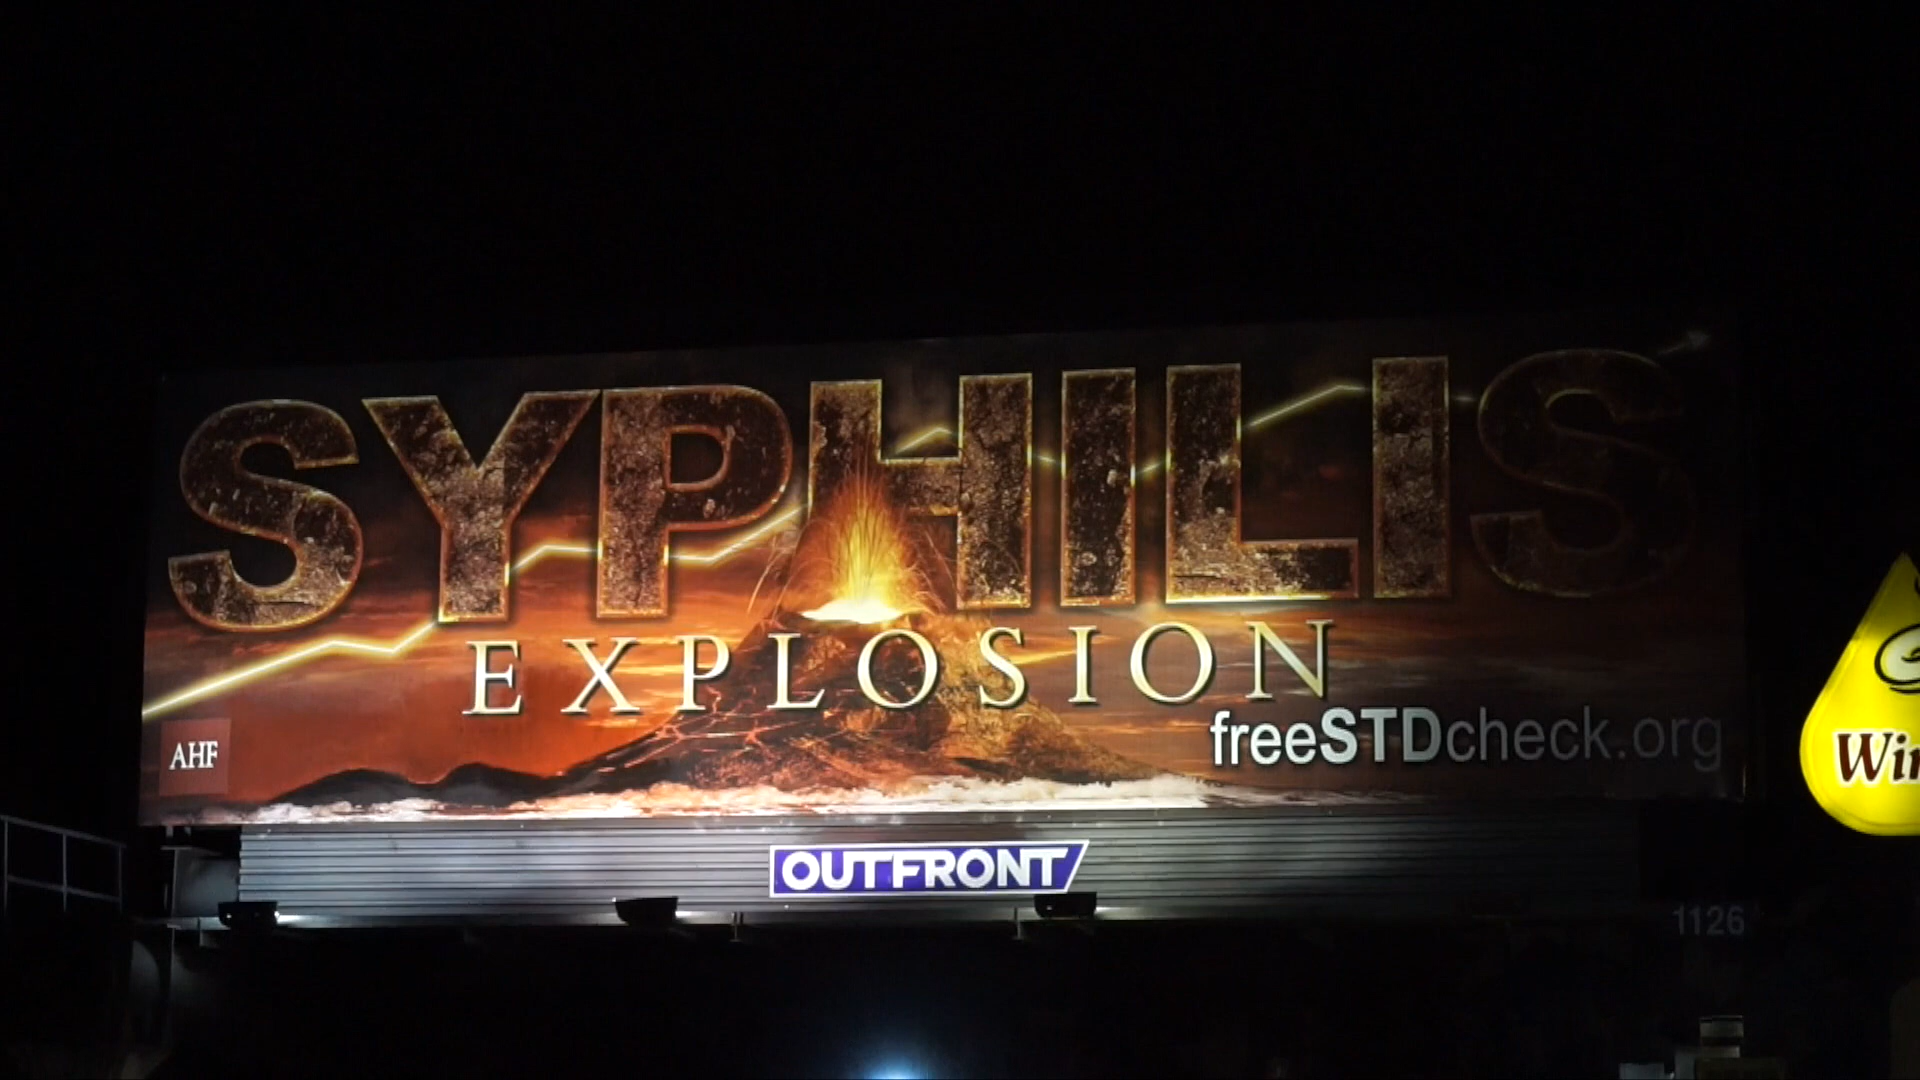 SYPHILIS
EXPLOSION
freeSTDcheck.org
AHF
OUTFRONT
1126